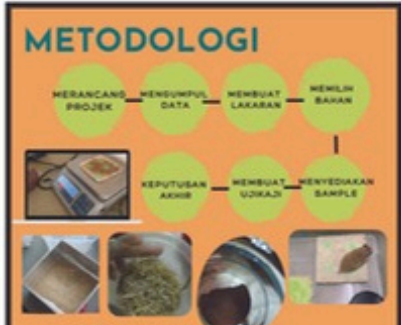 METODOLOGI
MERANCANG
PROJEK
MENGUMPUL
DATA
MEMBUAT
LAKARAN
MEMILIH
BAHAN
MENYEDIAKAN
SAMPLE
MEMBUAT
UJIKAJI
KEPUTUSAN
AKHIR